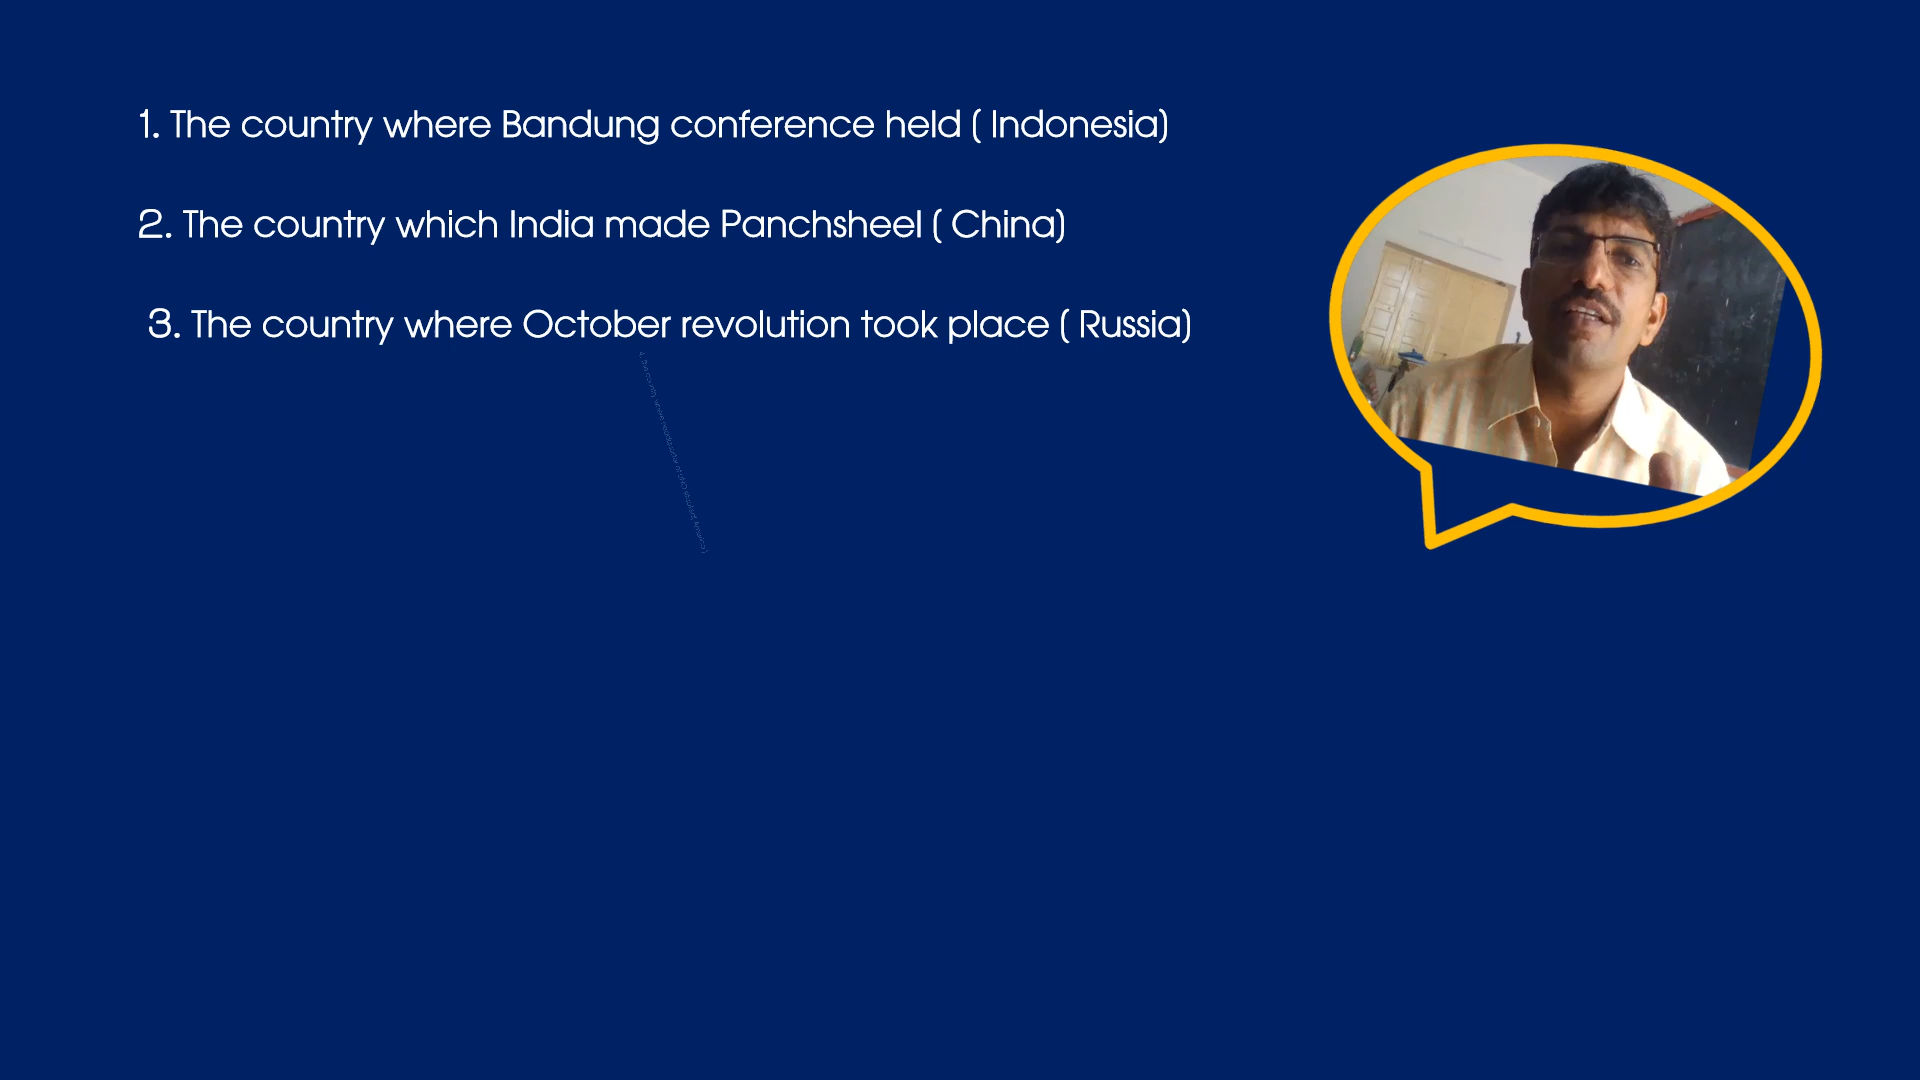 1. The country where Bandung conference held ( Indonesia)
2. The country which India made Panchsheel ( China)
3. The country where October revolution took place ( Russia)